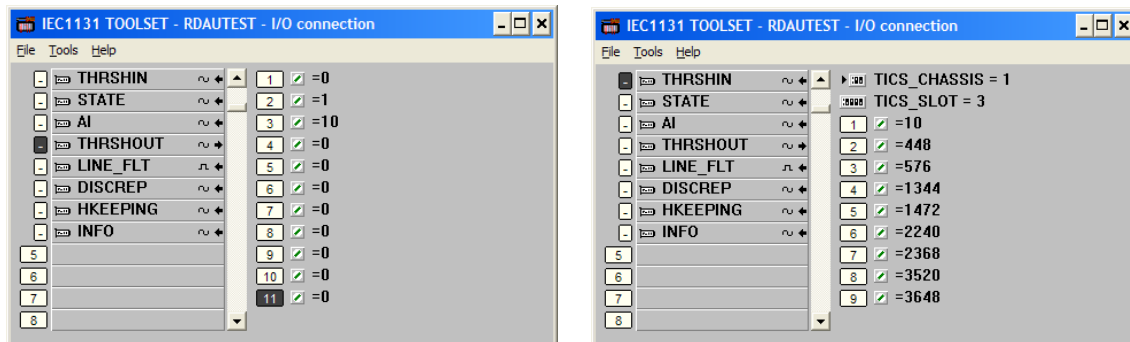 IEC1131 TOOLSET - RDAUTEST - I/O connection
File Tools Help
- THRSHIN
- STATE
- AI
- THRSHOUT
- LINE_FLT
- DISCREP
- HKEEPING
- INFO
5
6
7
8
1 =0
2 =1
3 =10
4 =0
5 =0
6 =0
7 =0
8 =0
9 =0
10 =0
11 =0
IEC1131 TOOLSET - RDAUTEST - I/O connection
File Tools Help
- THRSHIN
- STATE
- AI
- THRSHOUT
- LINE_FLT
- DISCREP
- HKEEPING
- INFO
5
6
7
8
TICS_CHASSIS = 1
TICS_SLOT = 3
1 =10
2 =448
3 =576
4 =1344
5 =1472
6 =2240
7 =2368
8 =3520
9 =3648